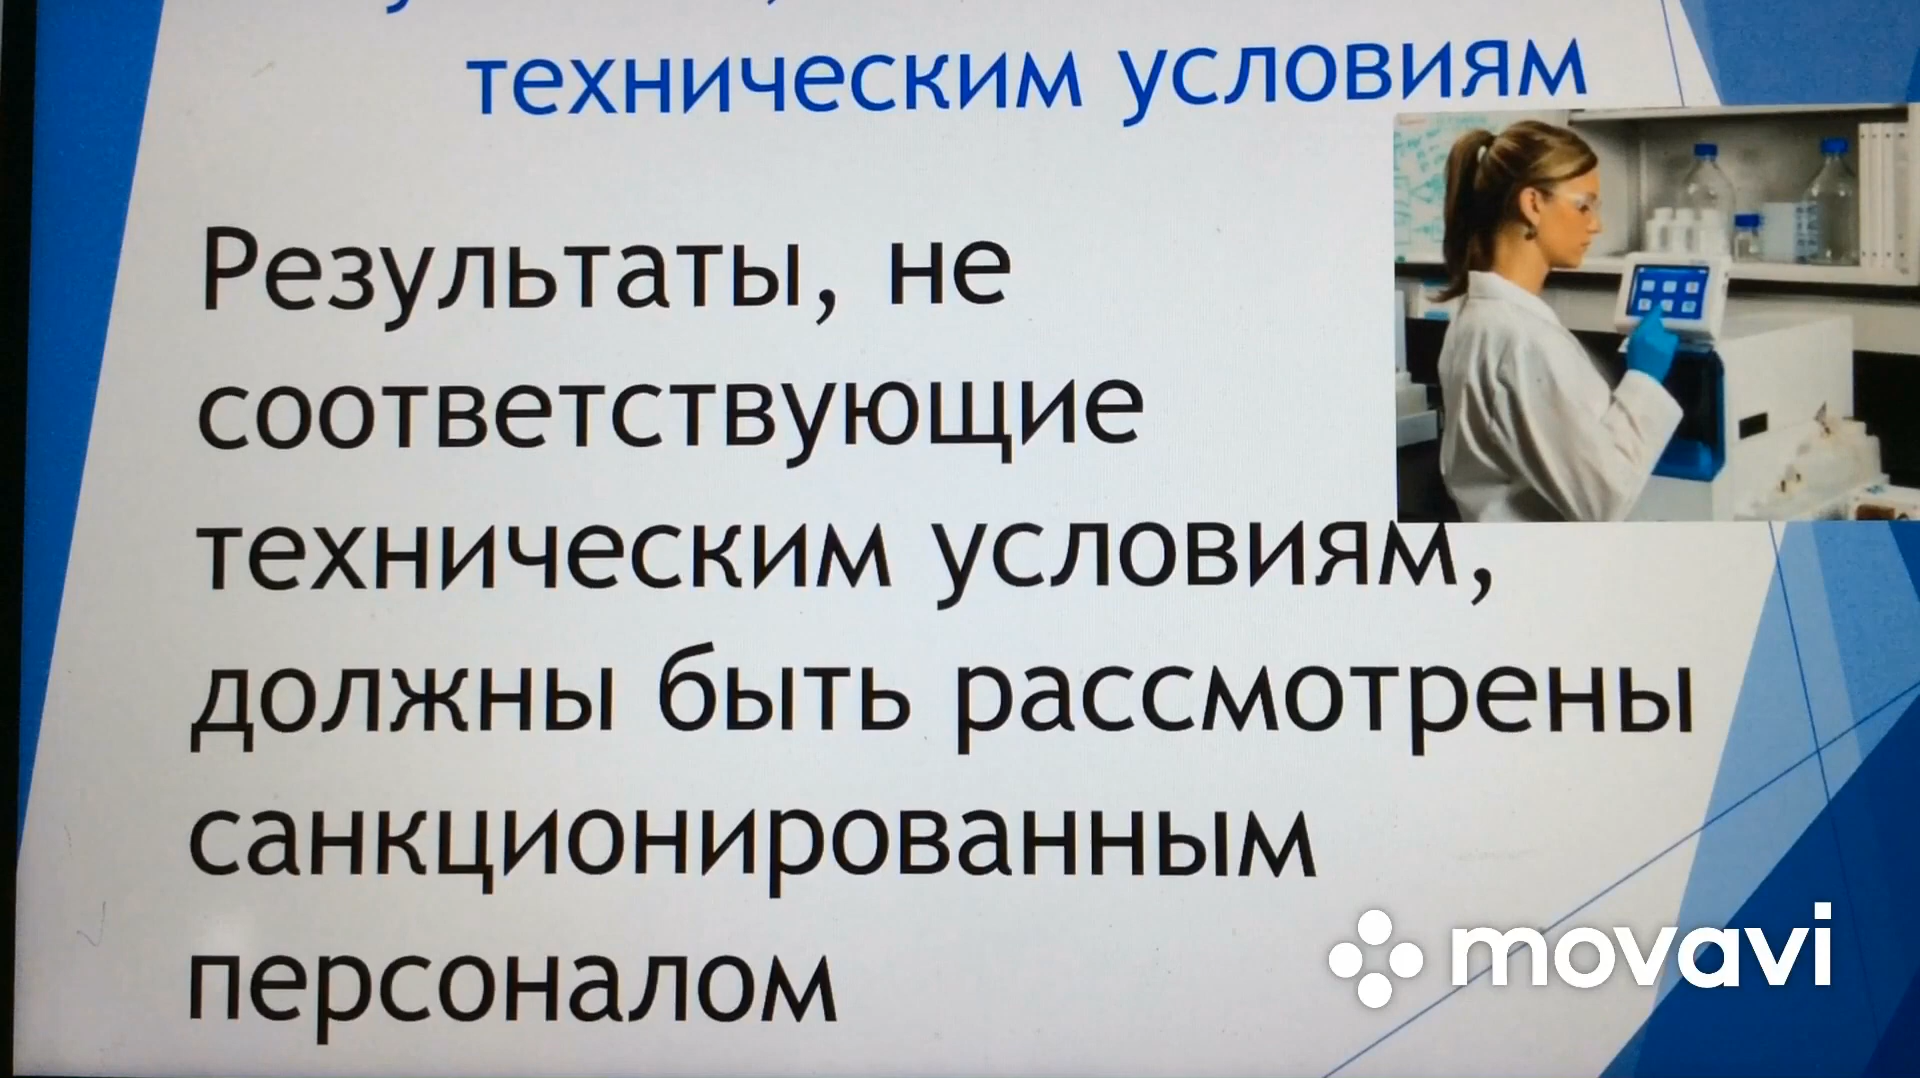 техническим условиям
Результаты, не
соответствующие
техническим условиям,
должны быть рассмотрены
санкционированным
персоналом
movavi